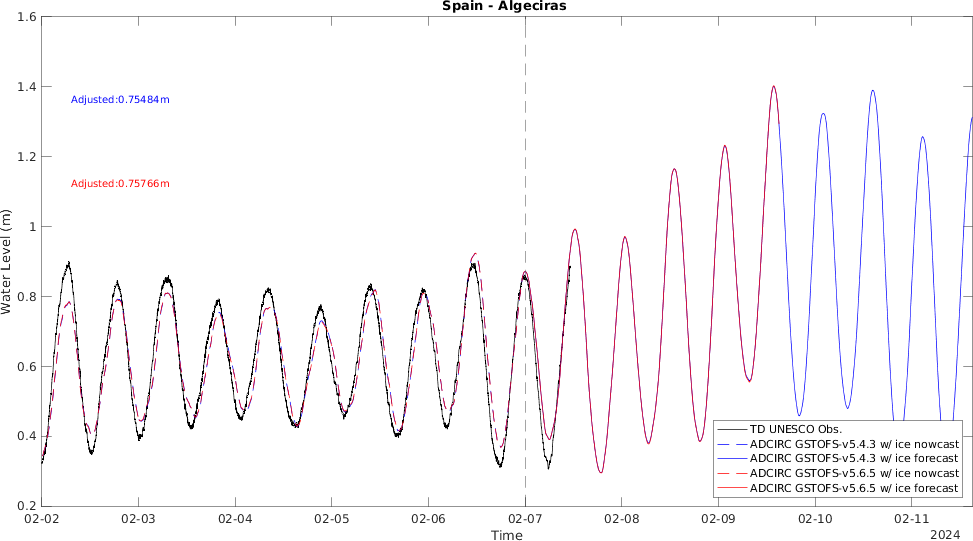 Spain - Algeciras
1.6
1.4
1.2
1
0.8
0.6
0.4
0.2
Water Level (m)
Adjusted:0.75484m
Adjusted:0.75766m
TD UNESCO Obs.
ADCIRC GSTOFS-v5.4.3 w/ ice nowcast
ADCIRC GSTOFS-v5.4.3 w/ ice forecast
ADCIRC GSTOFS-v5.6.5 w/ ice nowcast
ADCIRC GSTOFS-v5.6.5 w/ ice forecast
02-02 02-03 02-04 02-05 02-06 02-07 02-08 02-09 02-10 02-11
Time
2024